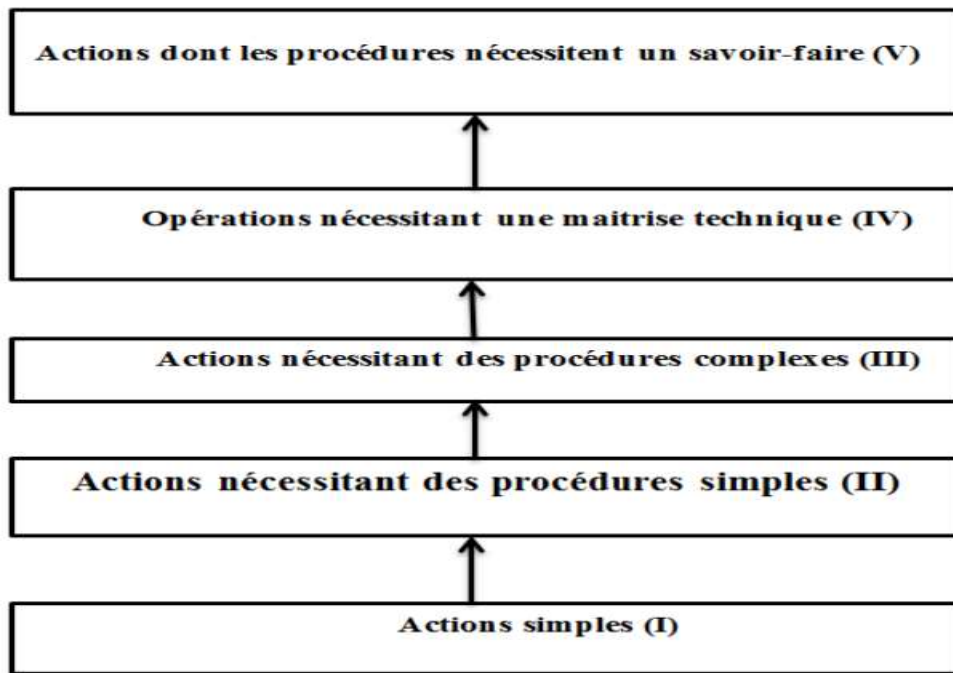 Actions dont les procédures nécessitent un savoir-faire (V)
Opérations nécessitant une maitrise technique (IV)
Actions nécessitant des procédures complexes (III)
Actions nécessitant des procédures simples (II)
Actions simples (I)